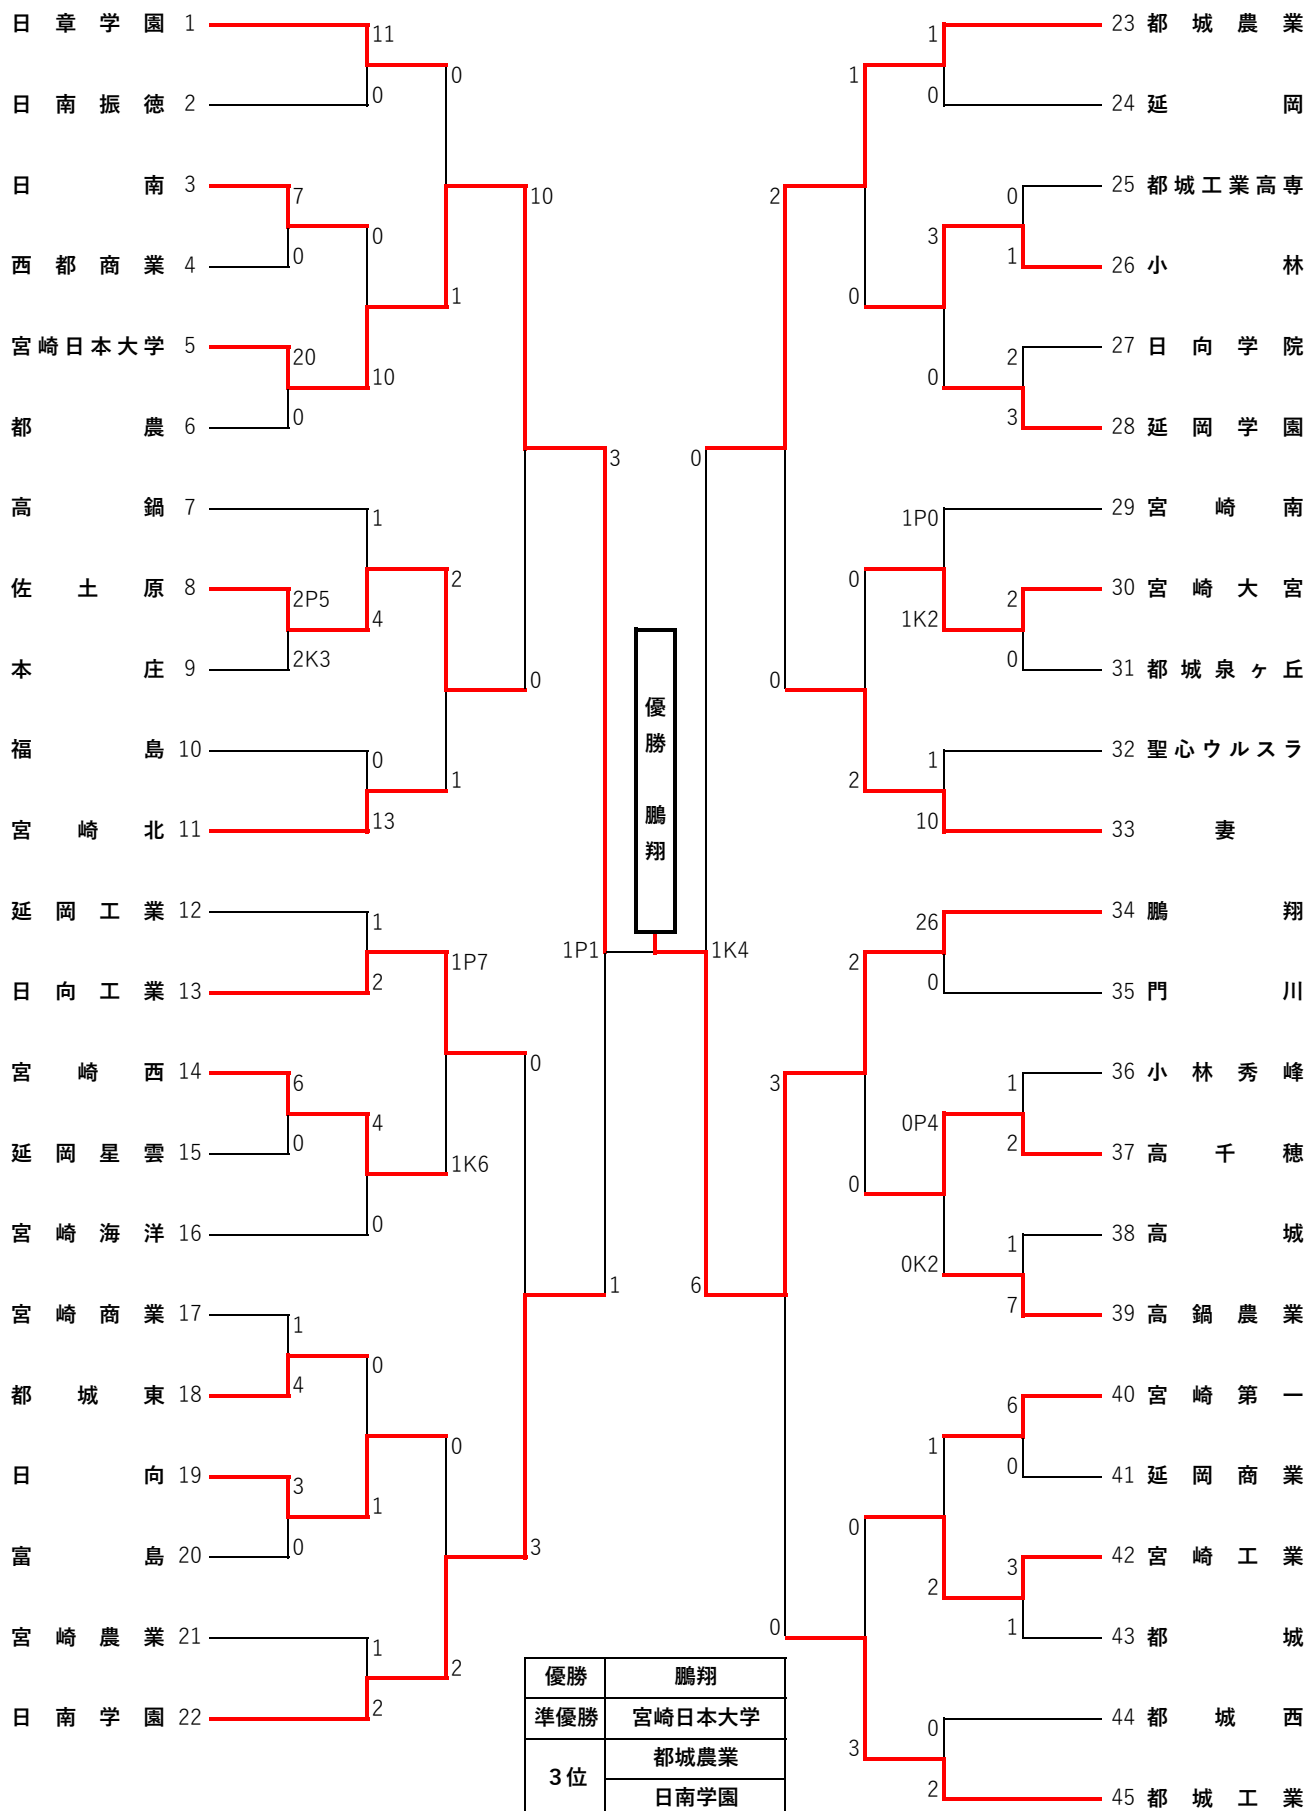 日章学園 1
11
0
0
日南振徳 2
日南 3
7
0
0
西都商業 4
10
1
宮崎日本大学 5
20
0
10
都農 6
3
高鍋 7
1
佐土原 8
2P5
2K3
4
2
本庄 9
0
福島 10
0
1
宮崎北 11
13
延岡工業 12
1
1P7
日向工業 13
2
0
宮崎西 14
6
0
4
延岡星雲 15
1K6
宮崎海洋 16
0
1
宮崎商業 17
1
0
都城東 18
4
0
日向 19
3
0
1
富島 20
3
宮崎農業 21
1
2
日南学園 22
2
1P1
優勝 鵬翔
1K4
23 都城農業
1
1
0
24 延岡
2
25 都城工業高専
0
3
1
26 小林
0
27 日向学院
2
0
3
28 延岡学園
0
29 宮崎南
1P0
0
30 宮崎大宮
2
1K2
0
31 都城泉ヶ丘
0
32 聖心ウルスラ
1
2
10
33 妻
34 鵬翔
26
2
0
35 門川
3
36 小林秀峰
1
0P4
2
37 高千穂
0
38 高城
1
0K2
7
39 高鍋農業
6
40 宮崎第一
6
1
0
41 延岡商業
0
42 宮崎工業
3
2
1
43 都城
0
44 都城西
0
3
2
45 都城工業
優勝 鵬翔
準優勝 宮崎日本大学
3位 都城農業
日南学園